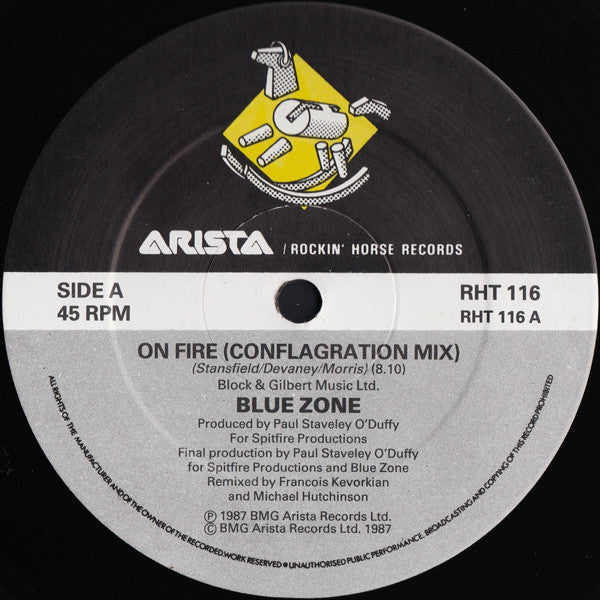 ARISTA / ROCKIN' HORSE RECORDS
SIDE A
45 RPM
RHT 116
RHT 116 A
ON FIRE (CONFLAGRATION MIX)
(Stansfield/Devaney/Morris) (8.10)
Block & Gilbert Music Ltd.
BLUE ZONE
Produced by Paul Staveley O'Duffy
For Spitfire Productions
Final production by Paul Staveley O'Duffy
for Spitfire Productions and Blue Zone
Remixed by Francois Kevorkian
and Michael Hutchinson
Ⓟ 1987 BMG Arista Records Ltd.
© BMG Arista Records Ltd. 1987
ALL RIGHTS OF THE MANUFACTURER AND OF THE OWNER OF THE RECORDED WORK RESERVED ● UNAUTHORISED PUBLIC PERFORMANCE, BROADCASTING AND COPYING OF THIS RECORD PROHIBITED